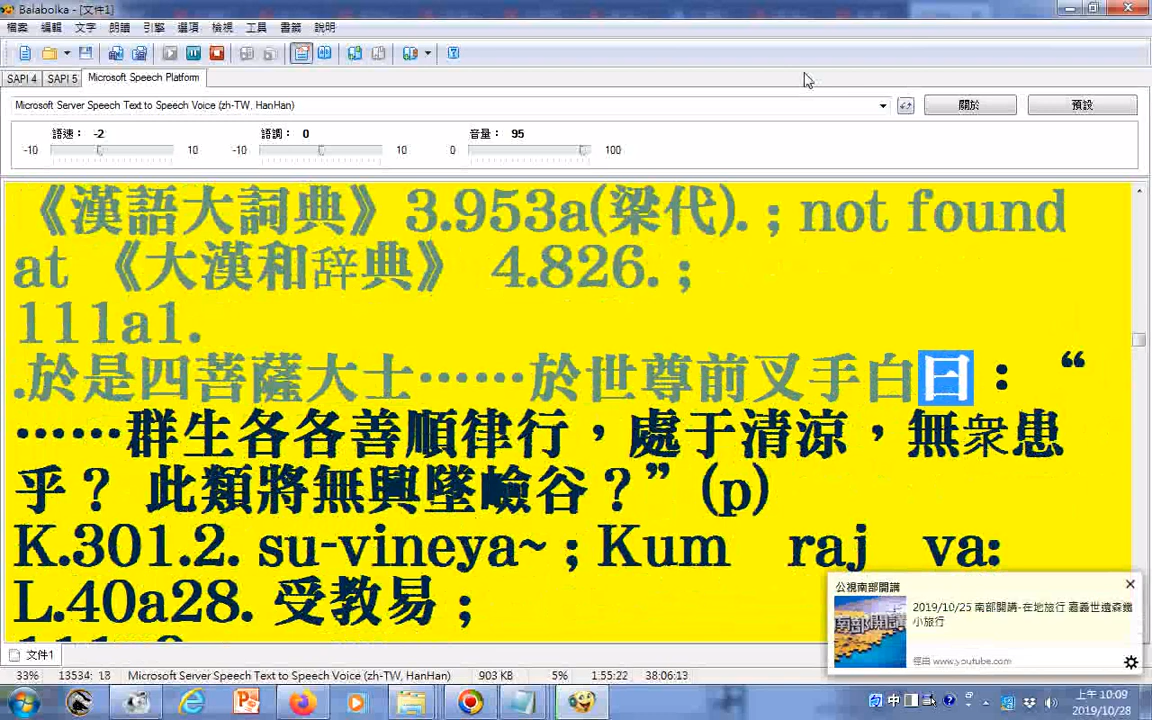 Balabolka - [文件1]
檔案 編輯 文字 朗讀 引擎 選項 檢視 工具 書籤 說明
SAPI 4 SAPI 5 Microsoft Speech Platform
Microsoft Server Speech Text to Speech Voice (zh-TW, HanHan) 關於 預設
語速： -2 語調： 0 音量： 95
-10 10 -10 10 0 100
《漢語大詞典》 3.953a(梁代). ; not found
at 《大漢和辞典》 4.826. ;
111a1.
.於是四菩薩大士……於世尊前叉手白曰：“
……群生各各善順律行，處于清涼，無衆患
乎？ 此類將無興墜嶮谷？”(p)
K.301.2. su-vineya~ ; Kum raj va:
L.40a28. 受教易 ;
公視南部開講
2019/10/25 南部開講-在地旅行 嘉義世遺森鐵
小旅行
經由 www.youtube.com
文件1
33% 13534: 13 Microsoft Server Speech Text to Speech Voice (zh-TW, HanHan) 903 KB 5% 1:55:22 38:06:13
中 上午 10:09
2019/10/28